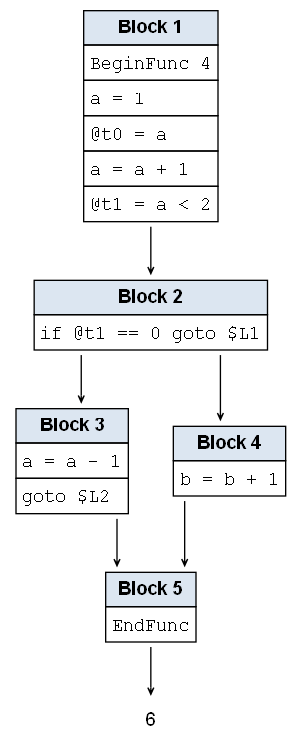 Block 1
BeginFunc 4
a = 1
@t0 = a
a = a + 1
@t1 = a < 2
Block 2
if @t1 == 0 goto $L1
Block 3
a = a - 1
goto $L2
Block 4
b = b + 1
Block 5
EndFunc
6